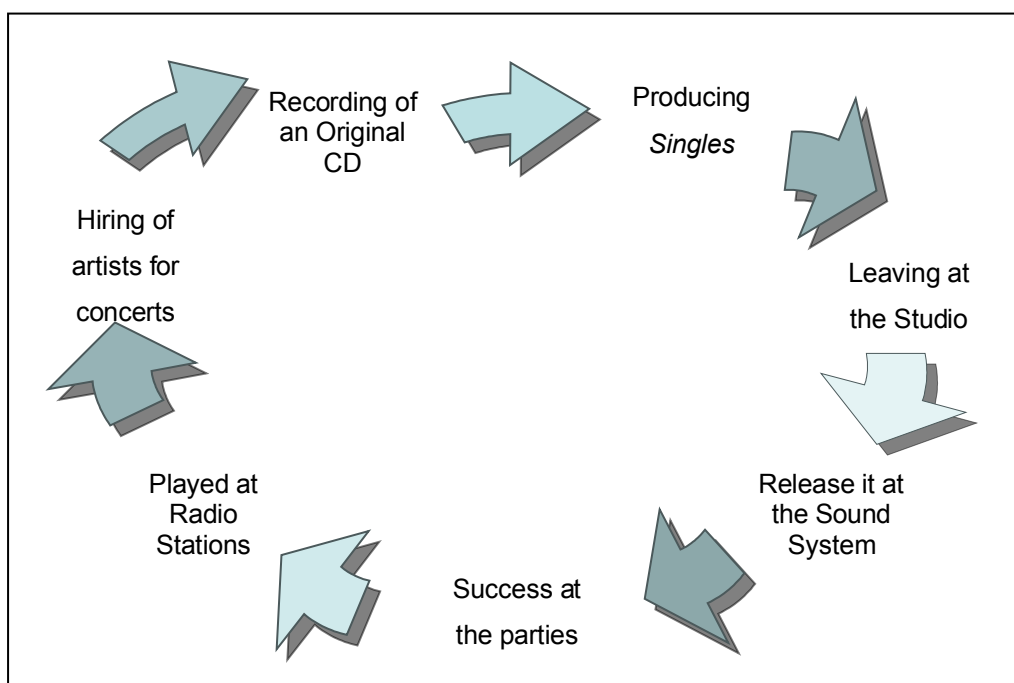 Recording of
an Original
CD
Producing
Singles
Leaving at
the Studio
Release it at
the Sound
System
Success at
the parties
Played at
Radio
Stations
Hiring of
artists for
concerts